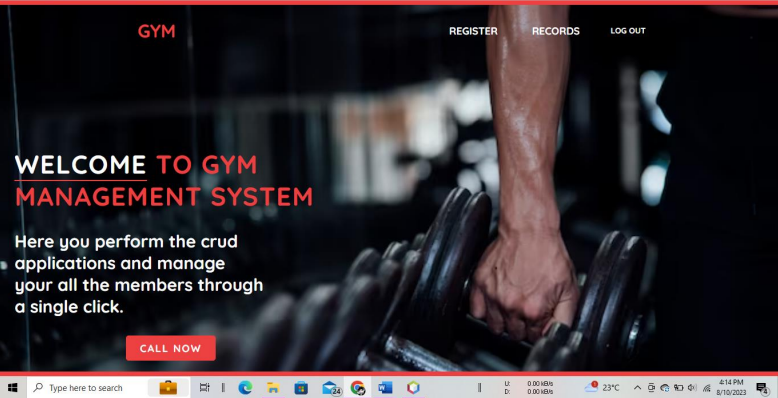 GYM
REGISTER RECORDS LOG OUT
WELCOME TO GYM
MANAGEMENT SYSTEM
Here you perform the crud
applications and manage
your all the members through
a single click.
CALL NOW
Type here to search
24
U: 0.00 kB/s
D: 0.00 kB/s
23°C
4:14 PM
8/10/2023
4